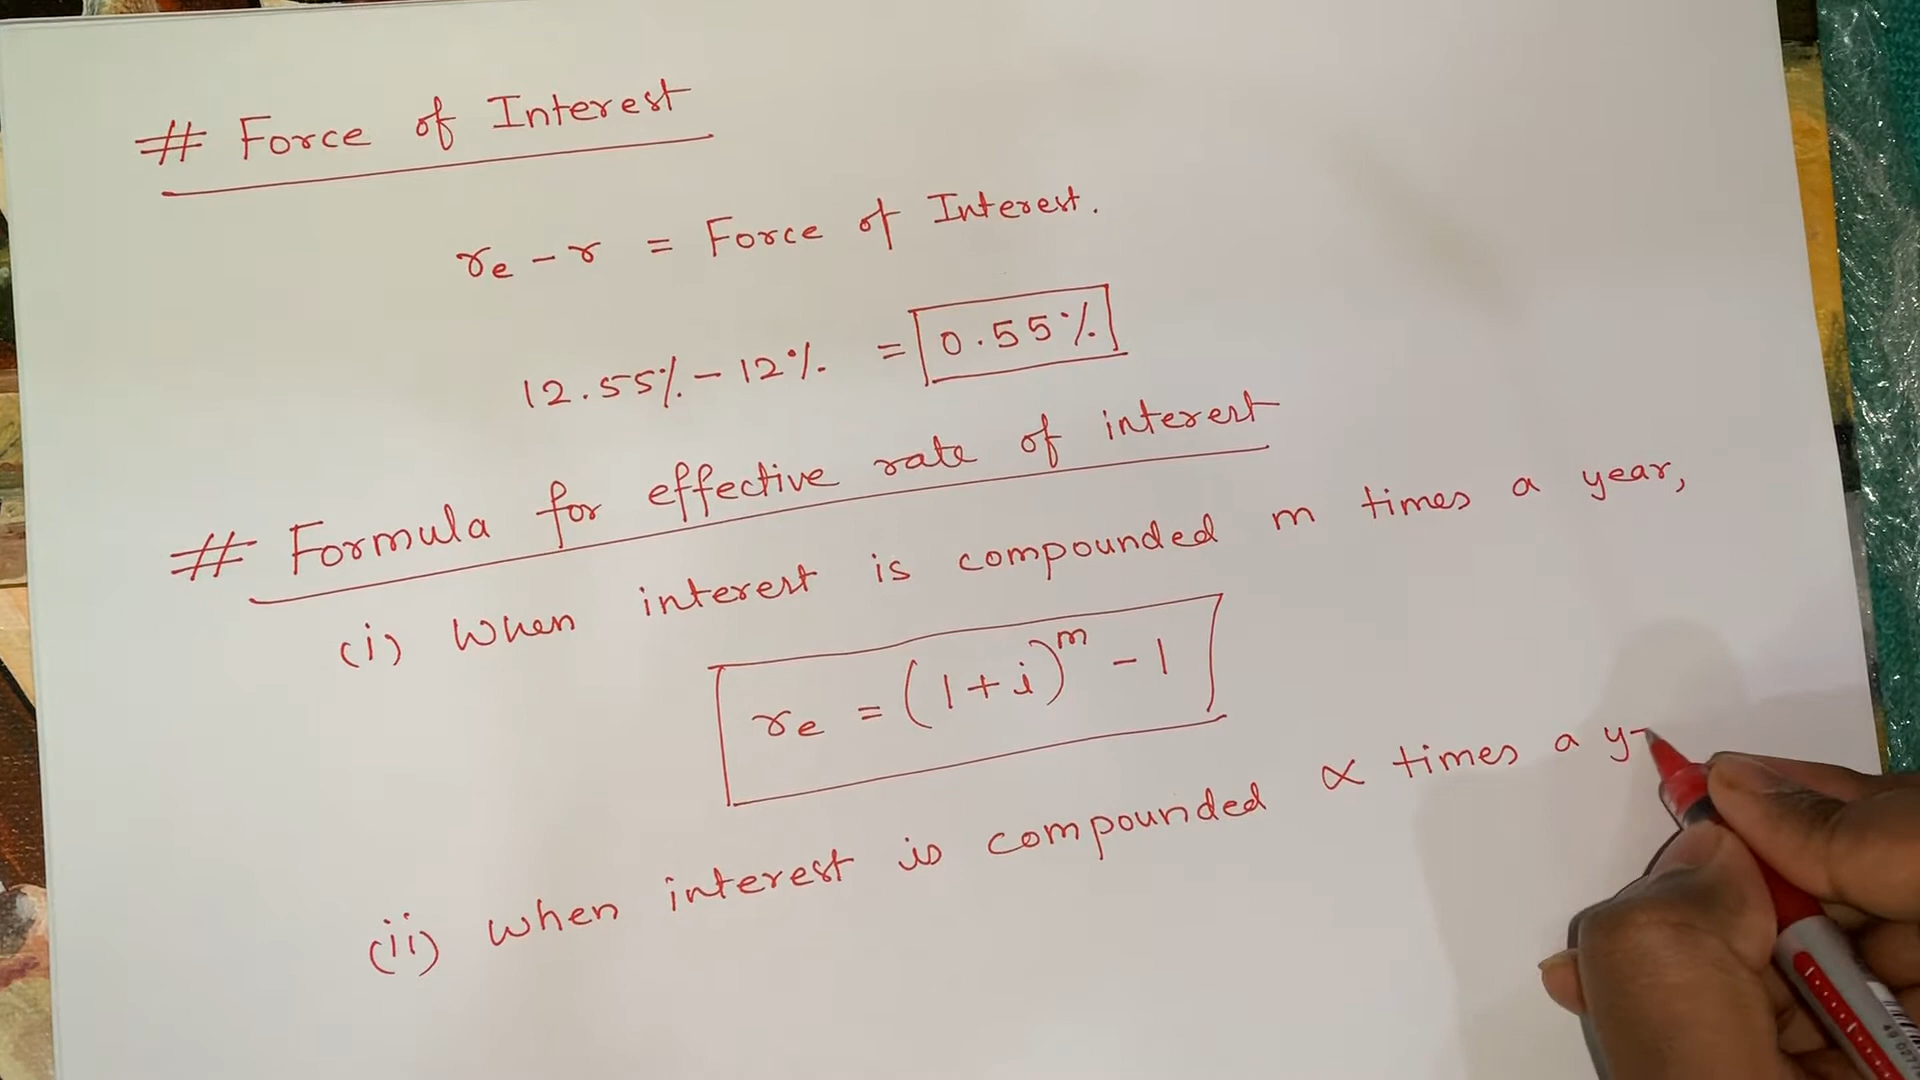 # Force of Interest
re - r = Force of Interest.
12.55% - 12% = 0.55%
# Formula for effective rate of interest
(i) When interest is compounded m times a year,
re = (1+i)^m - 1
(ii) When interest is compounded ∝ times a y